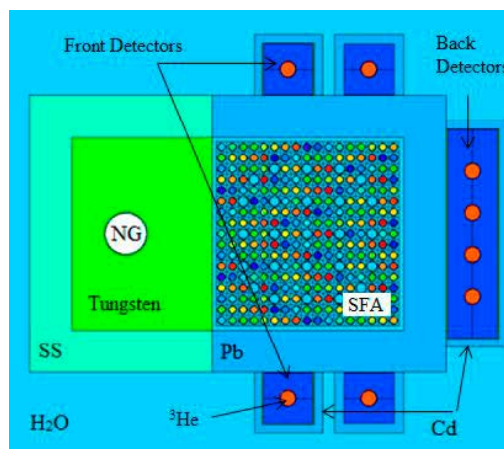 Front Detectors
Back
Detectors
NG
Tungsten
SFA
SS
Pb
³He
Cd
H₂O